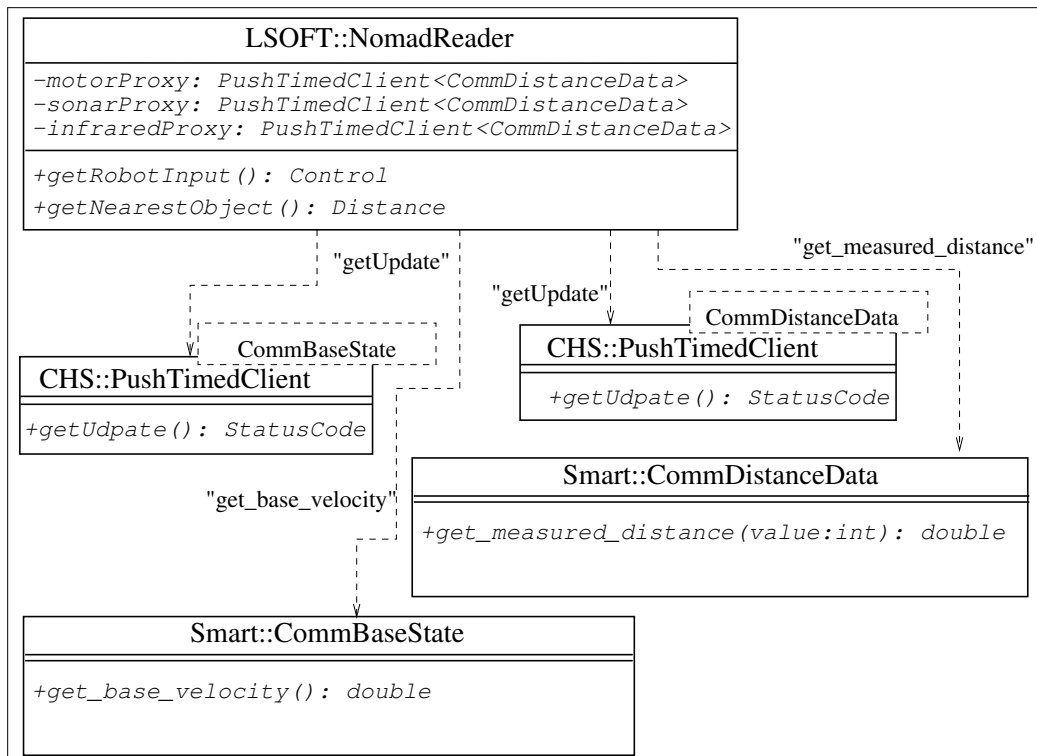 LSOFT::NomadReader
-motorProxy: PushTimedClient<CommDistanceData>
-sonarProxy: PushTimedClient<CommDistanceData>
-infraredProxy: PushTimedClient<CommDistanceData>
+getRobotInput(): Control
+getNearestObject(): Distance
"getUpdate"
"get_measured_distance"
"getUpdate"
CommBaseState
CHS::PushTimedClient
+getUdpate(): StatusCode
CommDistanceData
CHS::PushTimedClient
+getUdpate(): StatusCode
"get_base_velocity"
Smart::CommDistanceData
+get_measured_distance(value:int): double
Smart::CommBaseState
+get_base_velocity(): double